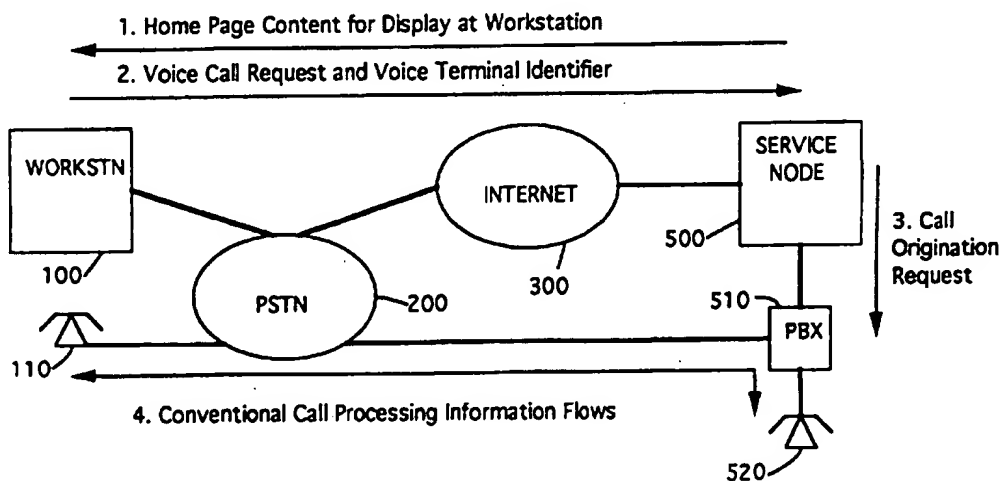 1. Home Page Content for Display at Workstation
2. Voice Call Request and Voice Terminal Identifier
WORKSTN
100
INTERNET
300
SERVICE
NODE
500
3. Call
Origination
Request
PSTN
200
510
PBX
110
4. Conventional Call Processing Information Flows
520